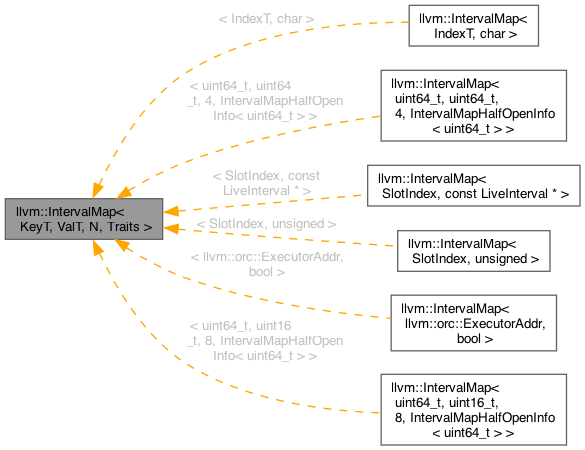 < IndexT, char >
llvm::IntervalMap<
IndexT, char >
< uint64_t, uint64
_t, 4, IntervalMapHalfOpen
Info< uint64_t > >
llvm::IntervalMap<
uint64_t, uint64_t,
4, IntervalMapHalfOpenInfo
< uint64_t > >
< SlotIndex, const
LiveInterval * >
llvm::IntervalMap<
SlotIndex, const LiveInterval * >
llvm::IntervalMap<
KeyT, ValT, N, Traits >
< SlotIndex, unsigned >
llvm::IntervalMap<
SlotIndex, unsigned >
< llvm::orc::ExecutorAddr,
bool >
llvm::IntervalMap<
llvm::orc::ExecutorAddr,
bool >
< uint64_t, uint16
_t, 8, IntervalMapHalfOpen
Info< uint64_t > >
llvm::IntervalMap<
uint64_t, uint16_t,
8, IntervalMapHalfOpenInfo
< uint64_t > >